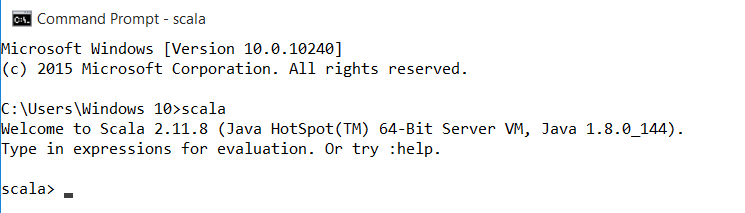 Command Prompt - scala
Microsoft Windows [Version 10.0.10240]
(c) 2015 Microsoft Corporation. All rights reserved.
C:\Users\Windows 10>scala
Welcome to Scala 2.11.8 (Java HotSpot(TM) 64-Bit Server VM, Java 1.8.0_144).
Type in expressions for evaluation. Or try :help.
scala> _